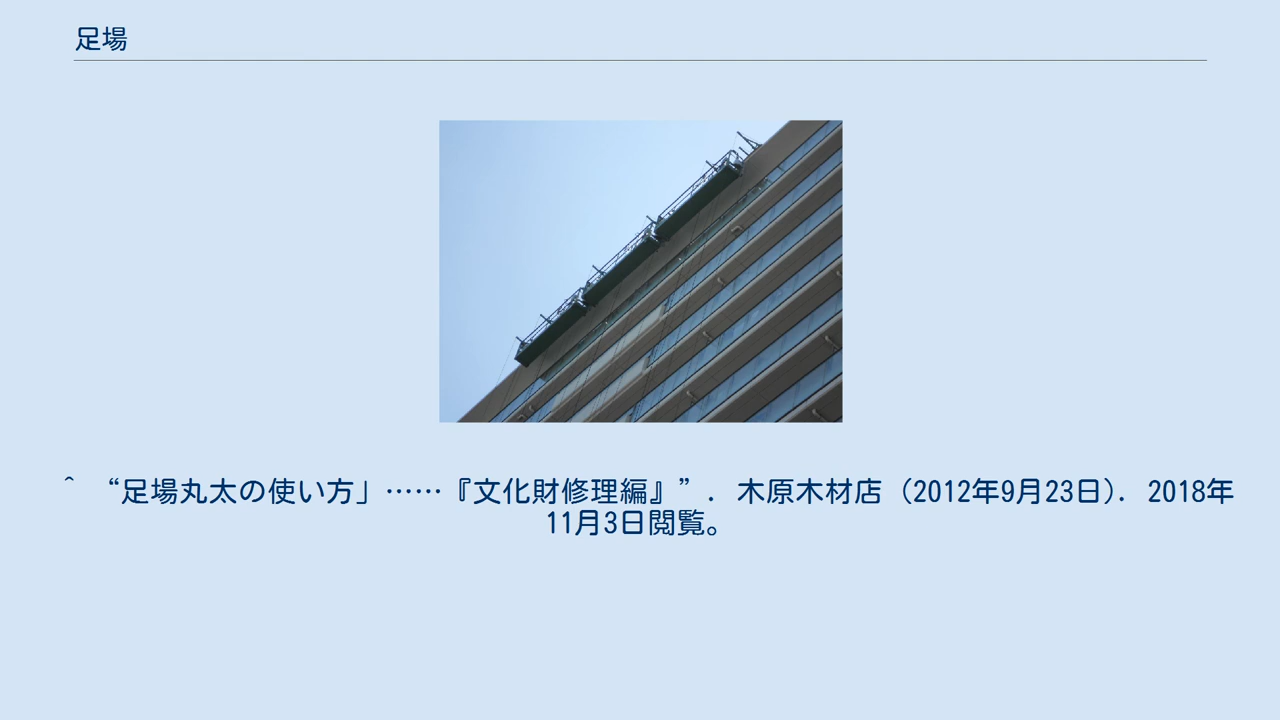 足場
^ “足場丸太の使い方」……『文化財修理編』”. 木原木材店（2012年9月23日). 2018年
11月3日閲覧。